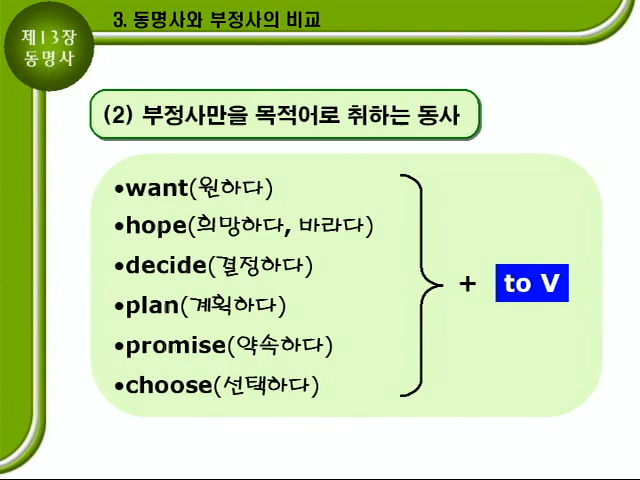 3. 동명사와 부정사의 비교
제13장
동명사
(2) 부정사만을 목적어로 취하는 동사
•want(원하다)
•hope(희망하다, 바라다)
•decide(결정하다)
•plan(계획하다)
+ to V
•promise(약속하다)
•choose(선택하다)